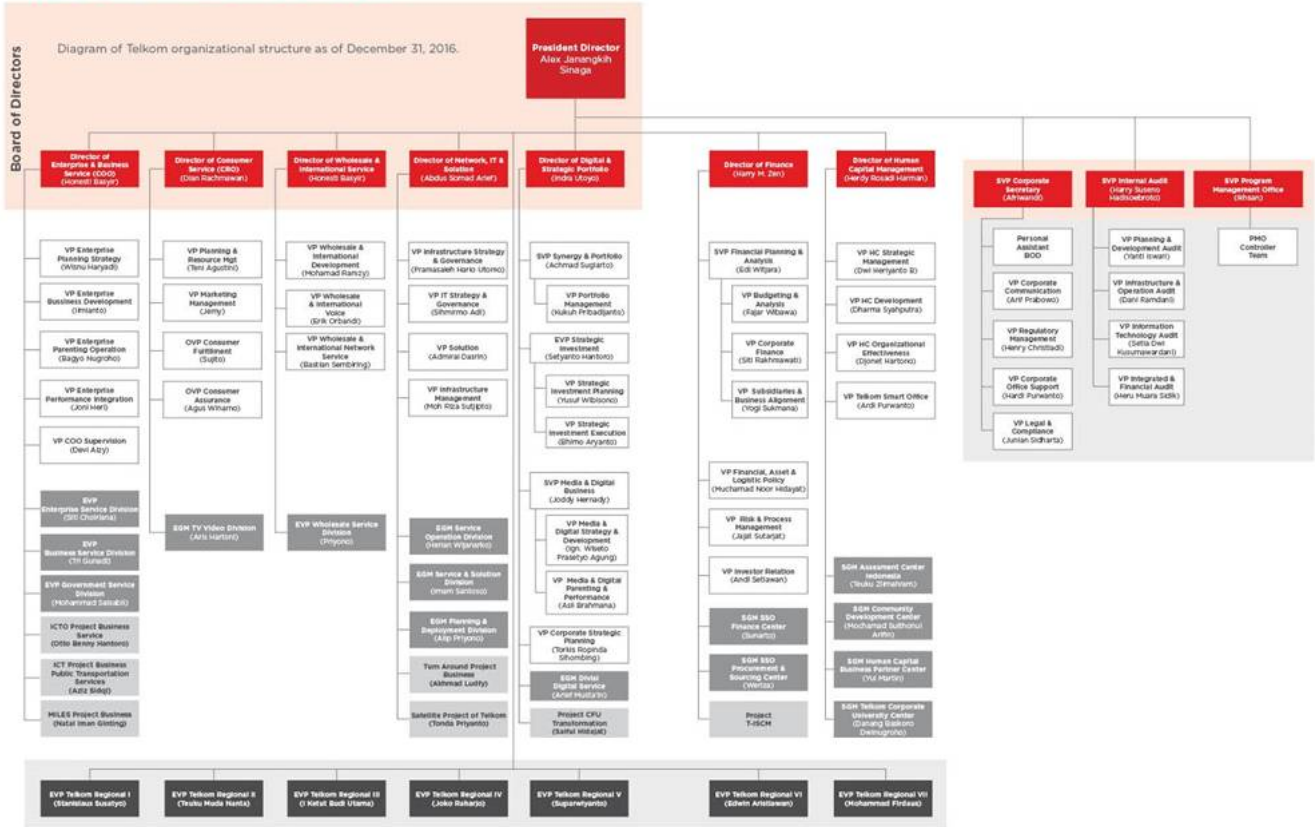 Board of Directors
Diagram of Telkom organizational structure as of December 31, 2016.
President Director
Alex Janangkih
Sinaga
Director of
Enterprise & Business
Service (COO)
(Honesti Basyir)
Director of Consumer
Service (CRO)
(Dian Rachmawan)
Director of Wholesale &
International Service
(Honesti Basyir)
Director of Network, IT &
Solution
(Abdus Somad Arief)
Director of Digital &
Strategic Portfolio
(Indra Utoyo)
Director of Finance
(Harry M. Zen)
Director of Human
Capital Management
(Herdy Rosadi Harman)
SVP Corporate
Secretary
(Afriwandi)
SVP Internal Audit
(Harry Suseno
Hadisoebroto)
SVP Program
Management Office
(Ikhsan)
VP Enterprise
Planning Strategy
(Wisnu Haryadi)
VP Enterprise
Bussiness Development
VP Enterprise
Parenting Operation
(Bagyo Nugroho)
VP Enterprise
Performance Integration
(Joni Heri)
VP COO Supervision
(Devi Alzy)
EVP
Enterprise Service Division
(Siti Choiriana)
EVP
Business Service Division
(Tri Gunadi)
EVP Government Service
Division
(Mohammad Salsabil)
ICTO Project Business
Service
(Otto Benny Hantoro)
ICT Project Business
Public Transportation
Services
(Aziz Sidqi)
MILES Project Business
(Natal Iman Ginting)
VP Planning &
Resource Mgt
(Teni Agustini)
VP Marketing
Management
(Jemy)
OVP Consumer
Fulfillment
(Sujito)
OVP Consumer
Assurance
(Agus Winarno)
EGM TV Video Division
(Aris Hartoni)
VP Wholesale &
International
Development
(Mohamad Ramzy)
VP Wholesale
& International
Voice
(Erik Orbandi)
VP Wholesale &
International Network
Service
(Bastian Sembiring)
EVP Wholesale Service
Division
(Priyono)
VP Infrastructure Strategy
& Governance
(Pramasaleh Hario Utomo)
VP IT Strategy &
Governance
(Sihmirmo Adi)
VP Solution
(Admiral Dasrin)
VP Infrastructure
Management
(Moh Riza Sutjipto)
EGM Service
Operation Division
(Herlan Wijanarko)
EGM Service & Solution
Division
(Imam Santoso)
EGM Planning &
Deployment Division
(Alip Priyono)
Turn Around Project
Business
(Akhmad Ludfy)
Satellite Project of Telkom
(Tonda Priyanto)
SVP Synergy & Portfolio
(Achmad Sugiarto)
VP Portfolio
Management
(Kukuh Pribadijanto)
EVP Strategic
Investment
(Setyanto Hantoro)
VP Strategic
Investment Planning
(Yusuf Wibisono)
VP Strategic
Investment Execution
(Bhimo Aryanto)
SVP Media & Digital
Business
(Joddy Hernady)
VP Media &
Digital Strategy &
Development
(Ign. Wiseto
Prasetyo Agung)
VP Media & Digital
Parenting &
Performance
(Asli Brahmana)
VP Corporate Strategic
Planning
(Torkis Ropinda
Sihombing)
EGM Divisi
Digital Service
(Arief Musta'in)
Project CFU
Transformation
(Saiful Hidajat)
SVP Financial Planning &
Analysis
(Edi Witjara)
VP Budgeting &
Analysis
(Fajar Wibawa)
VP Corporate
Finance
(Siti Rakhmawati)
VP Subsidiaries &
Business Alignment
(Yogi Sukmana)
VP Financial, Asset &
Logistic Policy
(Muchamad Noor Hidayat)
VP Risk & Process
Management
(Jajat Sutarjat)
VP Investor Relation
(Andi Setiawan)
SGM SSO
Finance Center
(Sunarto)
SGM SSO
Procurement &
Sourcing Center
(Weriza)
Project
T-ISCM
VP HC Strategic
Management
(Dwi Heriyanto B)
VP HC Development
(Dharma Syahputra)
VP HC Organizational
Effectiveness
(Djonet Hartono)
VP Telkom Smart Office
(Ardi Purwanto)
SGM Assesment Center
Indonesia
SGM Community
Development Center
(Mochamad Sulthonul
Arifin)
SGM Human Capital
Business Partner Center
(Yul Martin)
SGM Telkom Corporate
University Center
(Danang Baskoro
Dwinugroho)
Personal
Assistant
BOD
VP Corporate
Communication
(Arif Prabowo)
VP Regulatory
Management
(Henry Christiadi)
VP Corporate
Office Support
(Hardi Purwanto)
VP Legal &
Compliance
(Junian Sidharta)
VP Planning &
Development Audit
(Yanti Iswari)
VP Infrastructure &
Operation Audit
(Dani Ramdani)
VP Information
Technology Audit
(Setia Dwi
Kusumawardani)
VP Integrated &
Financial Audit
(Heru Muara Sidik)
PMO
Controller
Team
EVP Telkom Regional I
(Stanislaus Susatyo)
EVP Telkom Regional II
(Teuku Muda Nanta)
EVP Telkom Regional III
(I Ketut Budi Utama)
EVP Telkom Regional IV
(Joko Raharjo)
EVP Telkom Regional V
(Suparwiyanto)
EVP Telkom Regional VI
(Edwin Aristiawan)
EVP Telkom Regional VII
(Mohammad Firdaus)